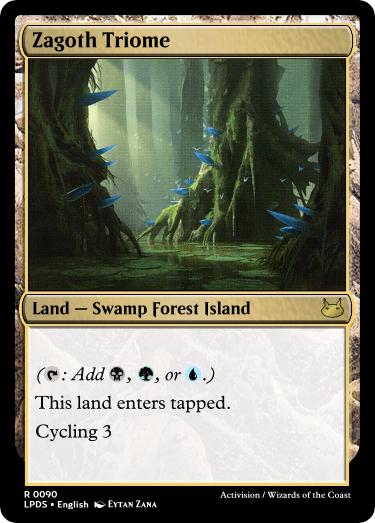 Zagoth Triome
Land — Swamp Forest Island
(: Add , , or .)
This land enters tapped.
Cycling 3
R 0090
LPDS • English Eytan Zana
Activision / Wizards of the Coast